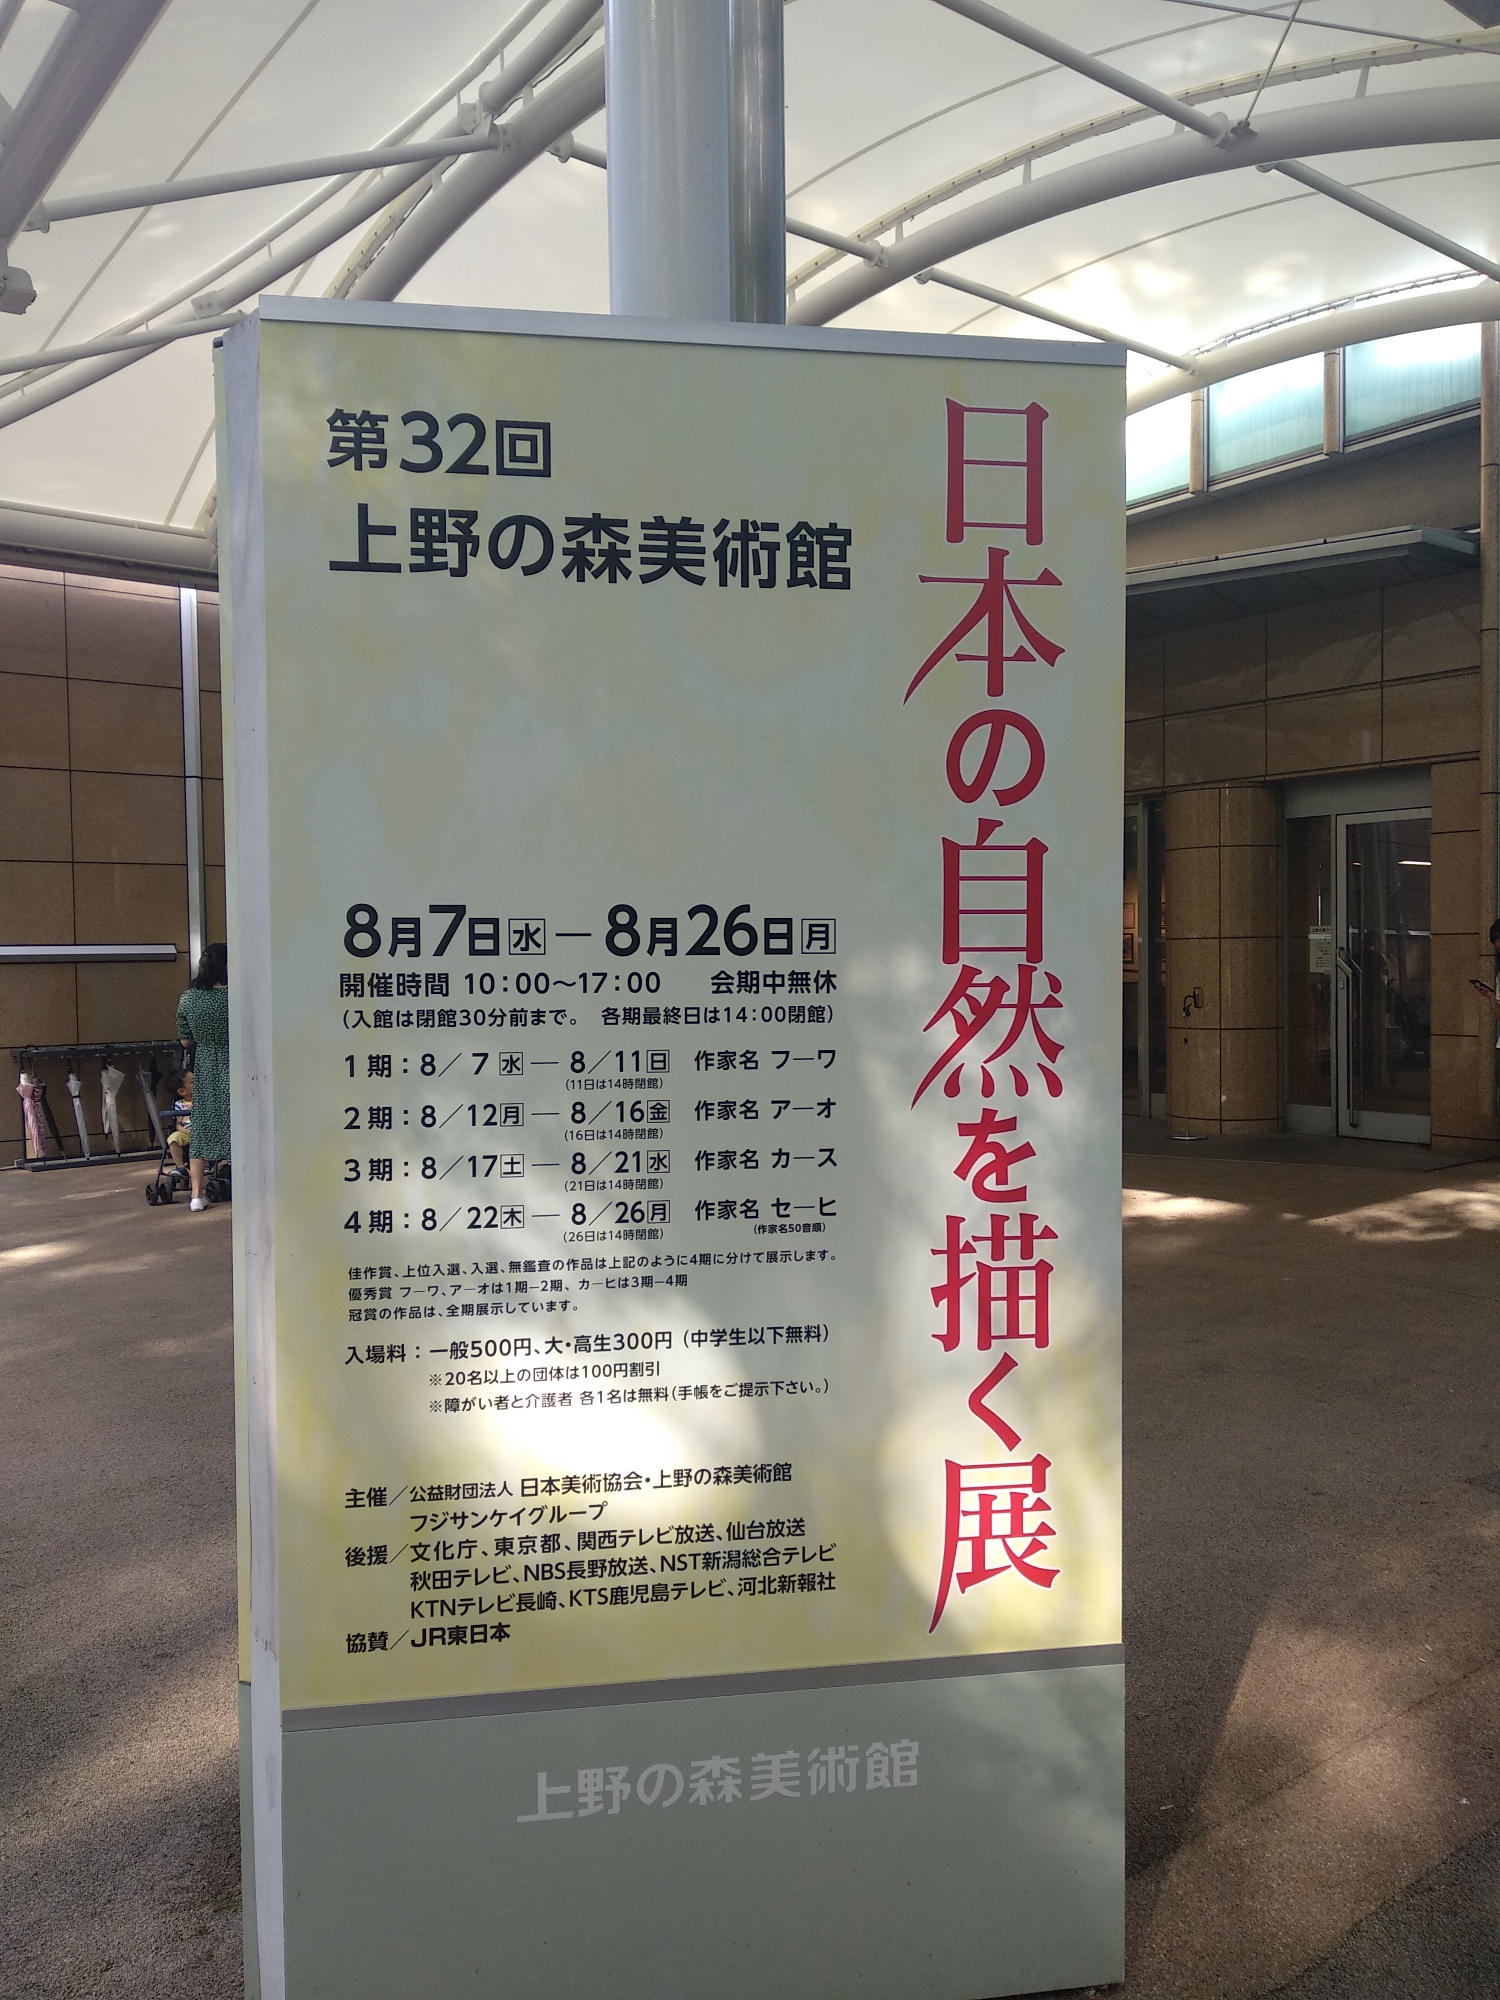 第32回
上野の森美術館
日本の自然を描く展
8月7日水―8月26日月
開催時間 10:00～17:00 会期中無休
(入館は閉館30分前まで。 各期最終日は14:00閉館)
1期:8／7水―8／11日 作家名 フ―ワ
(11日は14時閉館)
2期:8／12月―8／16金 作家名 ア―オ
(16日は14時閉館)
3期:8／17土―8／21水 作家名 カ―ス
(21日は14時閉館)
4期:8／22木―8／26月 作家名 セ―ヒ
(26日は14時閉館) (作家名50音順)
佳作賞、上位入選、入選、無鑑査の作品は上記のように4期に分けて展示します。
優秀賞 フ―ワ、ア―オは1期―2期、カ―ヒは3期―4期
冠賞の作品は、全期展示しています。
入場料:一般500円、大・高生300円(中学生以下無料)
※20名以上の団体は100円割引
※障がい者と介護者 各1名は無料(手帳をご提示下さい。)
主催／公益財団法人 日本美術協会・上野の森美術館
フジサンケイグループ
後援／文化庁、東京都、関西テレビ放送、仙台放送
秋田テレビ、NBS長野放送、NST新潟総合テレビ
KTNテレビ長崎、KTS鹿児島テレビ、河北新報社
協賛／JR東日本
上野の森美術館